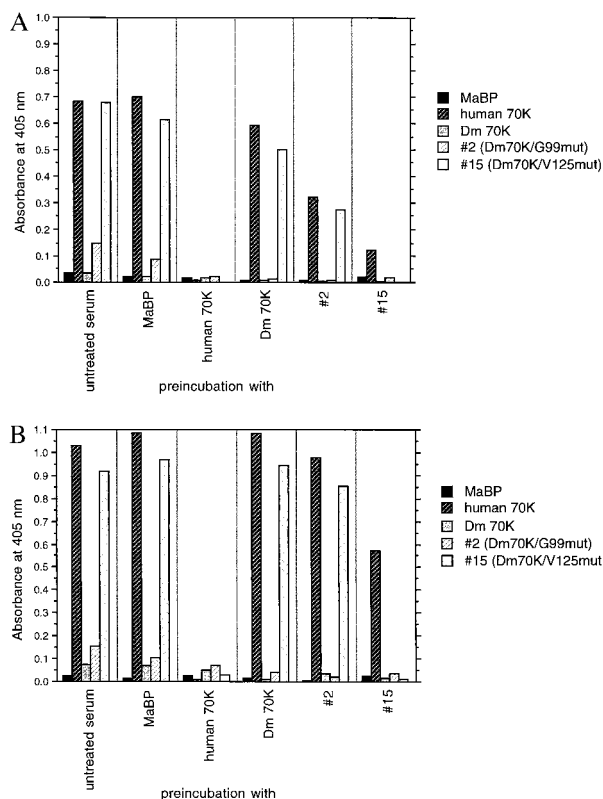 A
Absorbance at 405 nm
1.0
0.9
0.8
0.7
0.6
0.5
0.4
0.3
0.2
0.1
0.0
untreated serum
MaBP
human 70K
Dm 70K
#2
#15
preincubation with
MaBP
human 70K
Dm 70K
#2 (Dm70K/G99mut)
#15 (Dm70K/V125mut)
B
Absorbance at 405 nm
1.1
1.0
0.9
0.8
0.7
0.6
0.5
0.4
0.3
0.2
0.1
0.0
untreated serum
MaBP
human 70K
Dm 70K
#2
#15
preincubation with
MaBP
human 70K
Dm 70K
#2 (Dm70K/G99mut)
#15 (Dm70K/V125mut